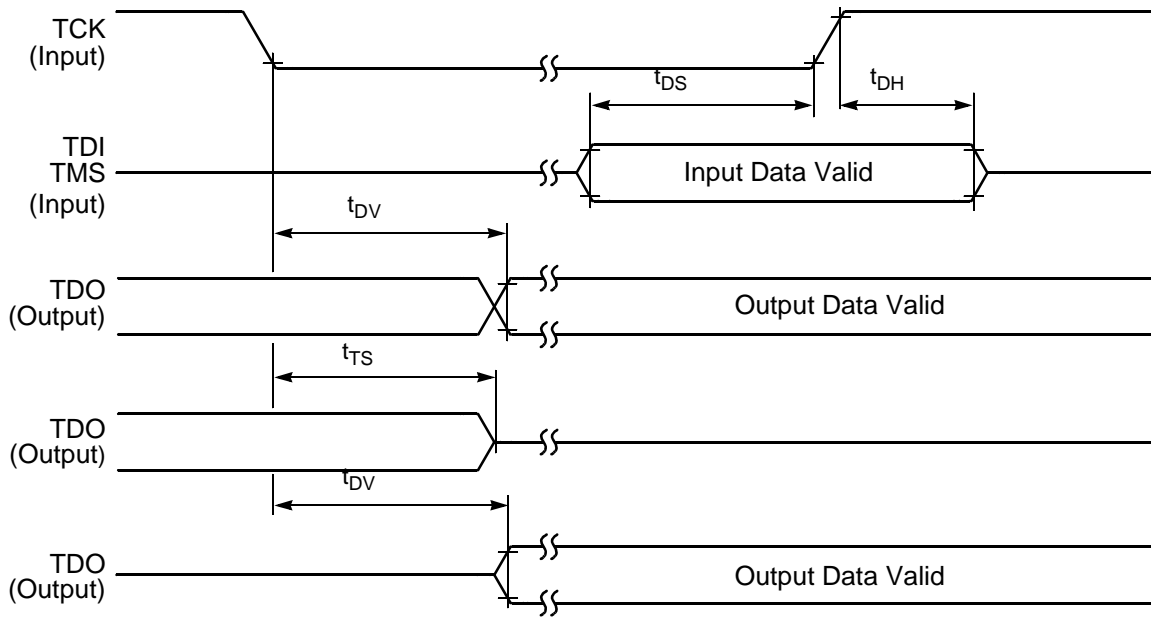 TCK
(Input)
tDS
tDH
TDI
TMS
(Input)
Input Data Valid
tDV
TDO
(Output)
Output Data Valid
tTS
TDO
(Output)
tDV
TDO
(Output)
Output Data Valid